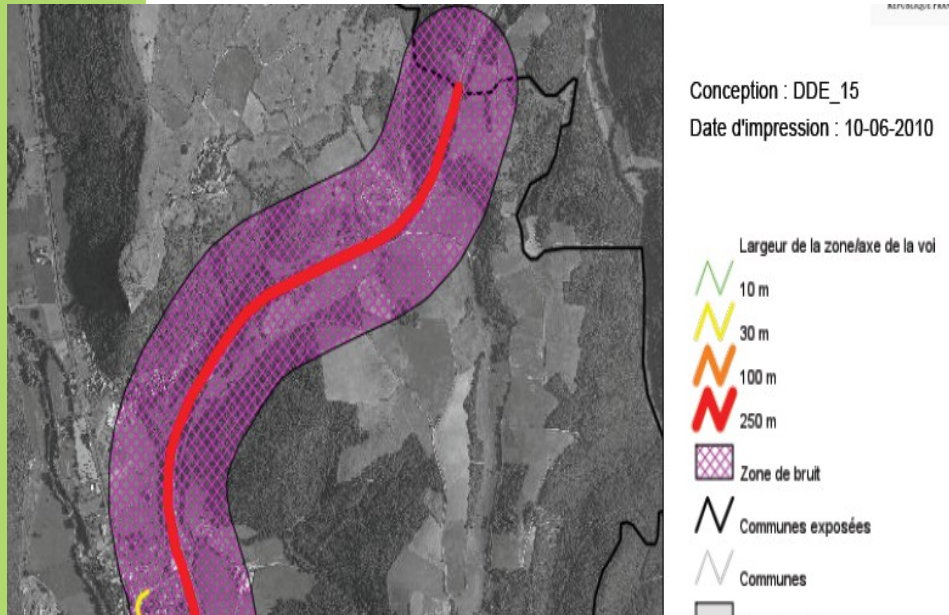 Conception : DDE_15
Date d'impression : 10-06-2010
Largeur de la zone/axe de la voi
10 m
30 m
100 m
250 m
Zone de bruit
Communes exposées
Communes